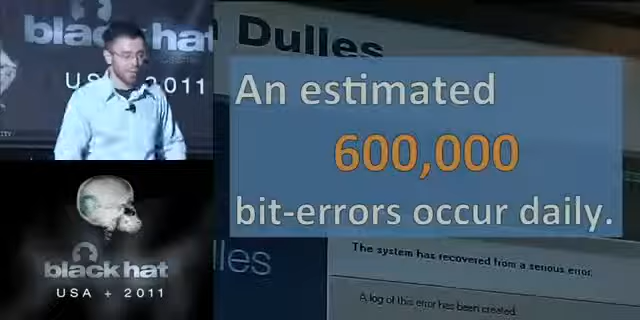 black hat
USA + 2011
Dulles
An estimated
600,000
bit-errors occur daily.
black hat
USA + 2011
lles
The system has recovered from a serious error.
A log of this error has been created.